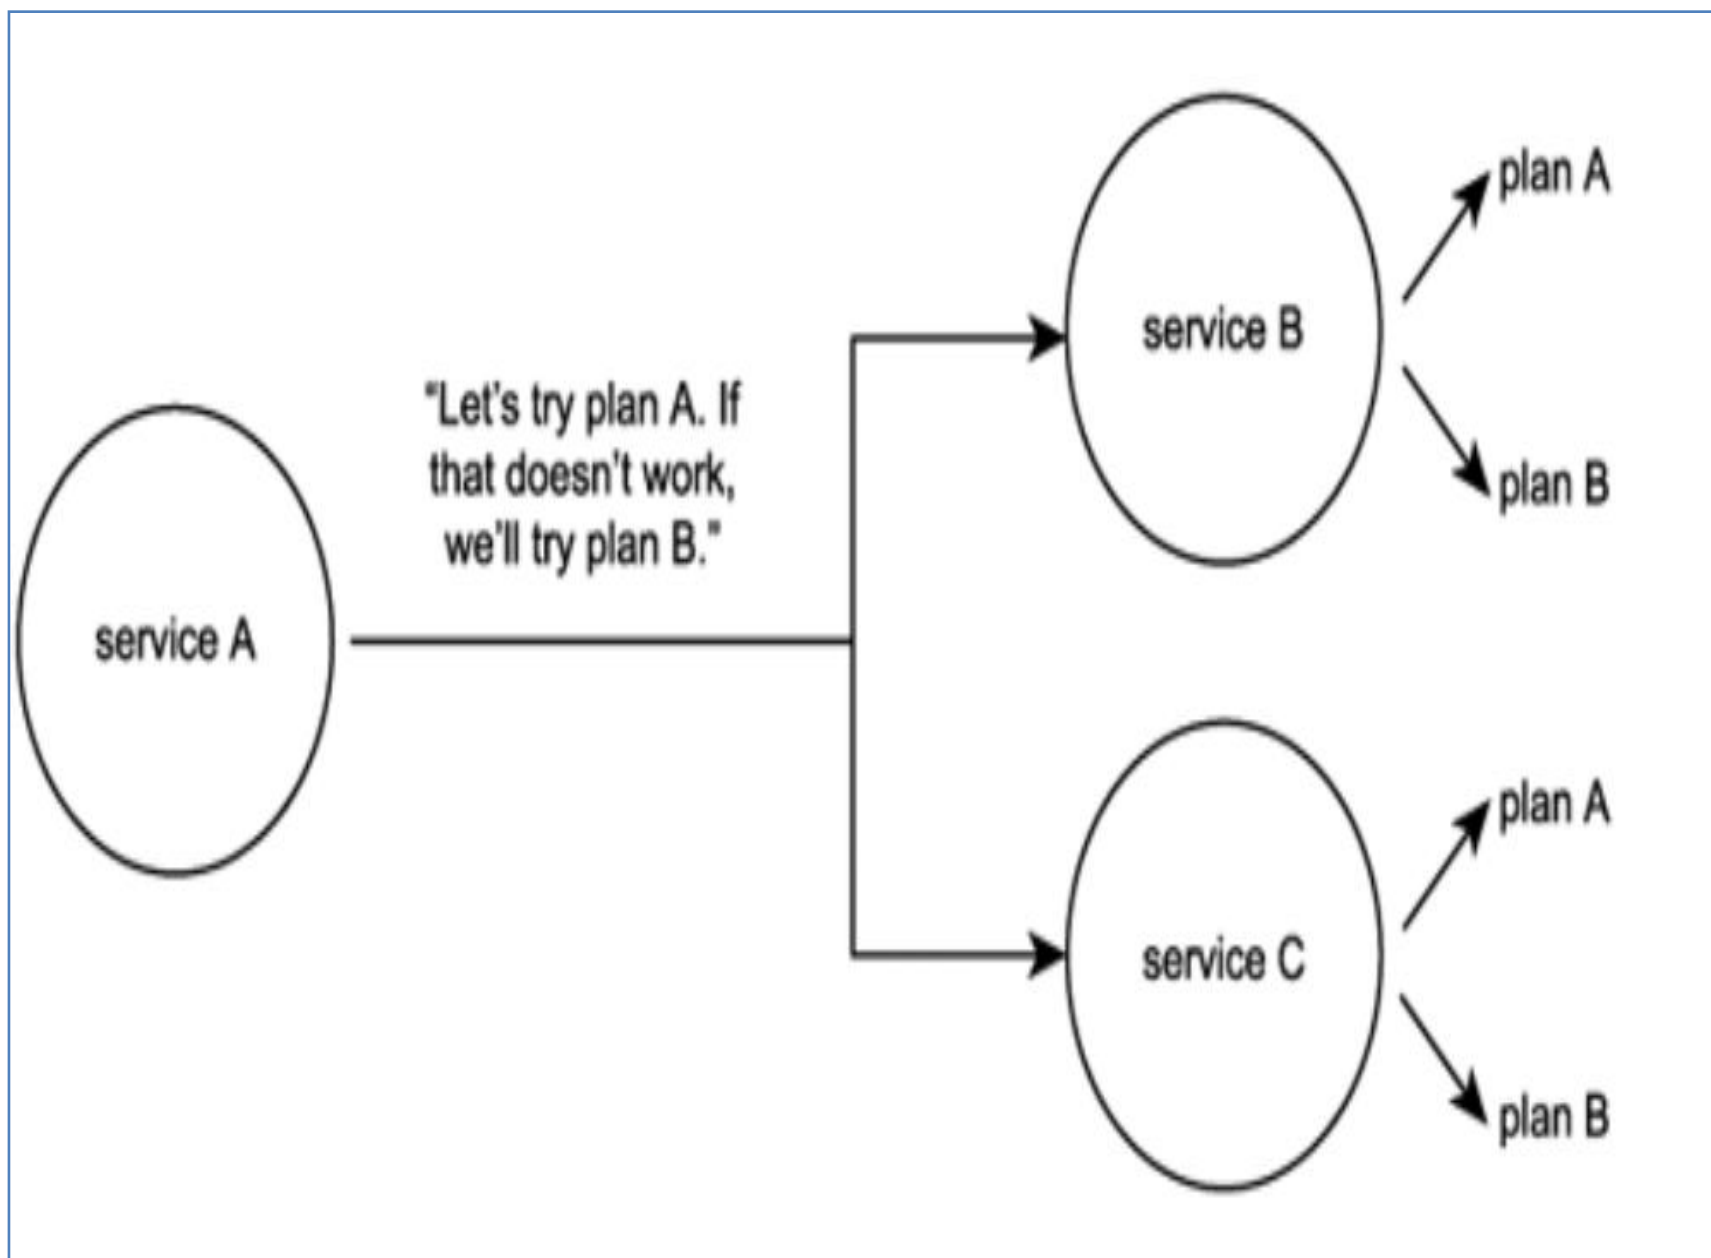 service A
“Let's try plan A. If
that doesn't work,
we'll try plan B.”
service B
plan A
plan B
service C
plan A
plan B